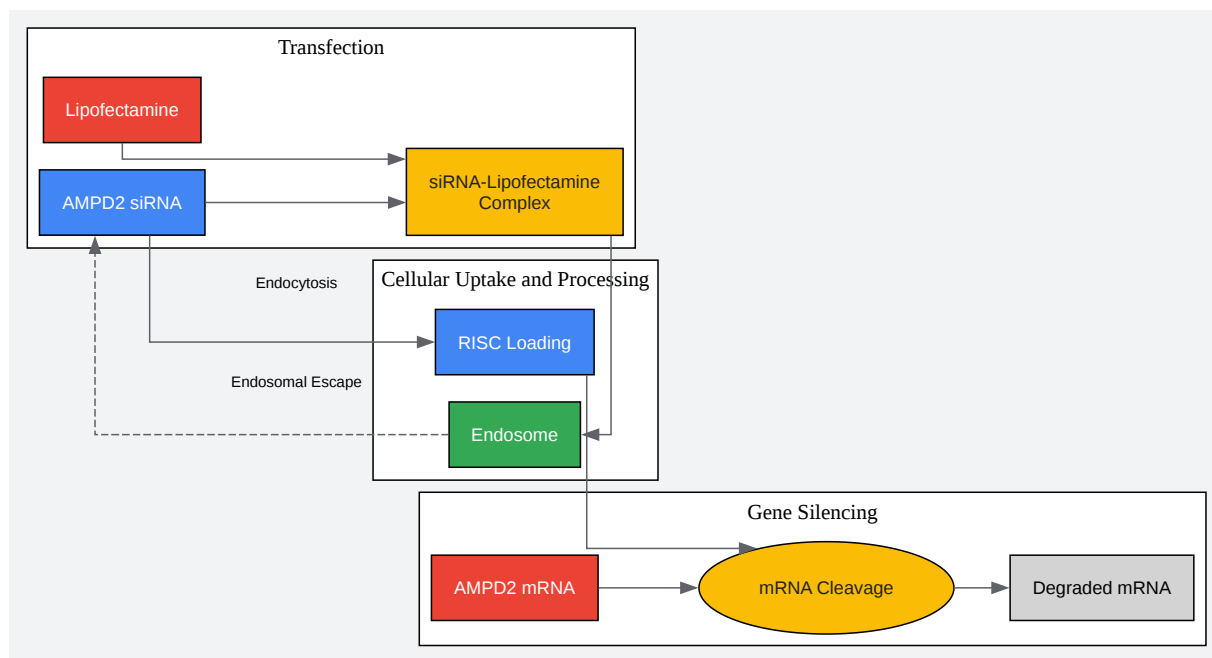 Transfection
Lipofectamine
AMPD2 siRNA
siRNA-Lipofectamine
Complex
Endocytosis
Cellular Uptake and Processing
RISC Loading
Endosomal Escape
Endosome
Gene Silencing
AMPD2 mRNA
mRNA Cleavage
Degraded mRNA